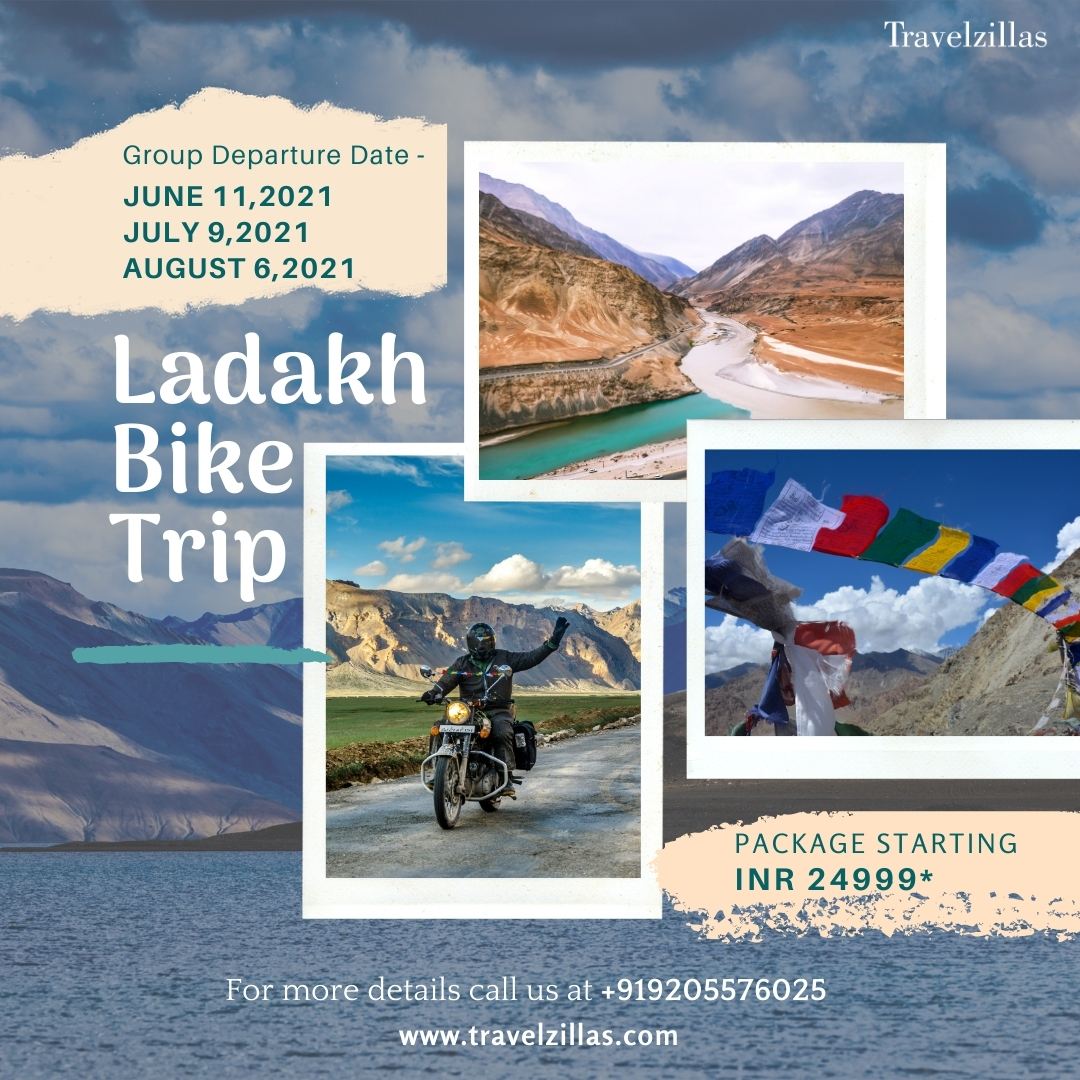 Travelzillas
Group Departure Date -
JUNE 11,2021
JULY 9,2021
AUGUST 6,2021
Ladakh
Bike
Trip
PACKAGE STARTING
INR 24999*
For more details call us at +919205576025
www.travelzillas.com